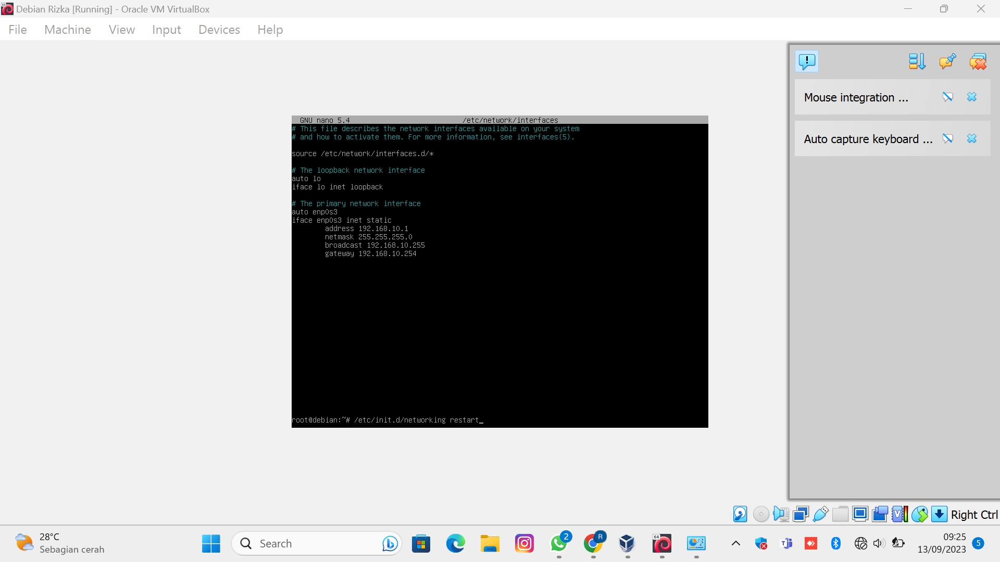 Debian Rizka [Running] - Oracle VM VirtualBox
File Machine View Input Devices Help
Mouse integration ...
Auto capture keyboard ...
GNU nano 5.4 /etc/network/interfaces
# This file describes the network interfaces available on your system
# and how to activate them. For more information, see interfaces(5).
source /etc/network/interfaces.d/*
# The loopback network interface
auto lo
iface lo inet loopback
# The primary network interface
auto enp0s3
iface enp0s3 inet static
address 192.168.10.1
netmask 255.255.255.0
broadcast 192.168.10.255
gateway 192.168.10.254
root@debian:~# /etc/init.d/networking restart_
Right Ctrl
28°C
Sebagian cerah
Search
2
R
64
09:25
13/09/2023
5